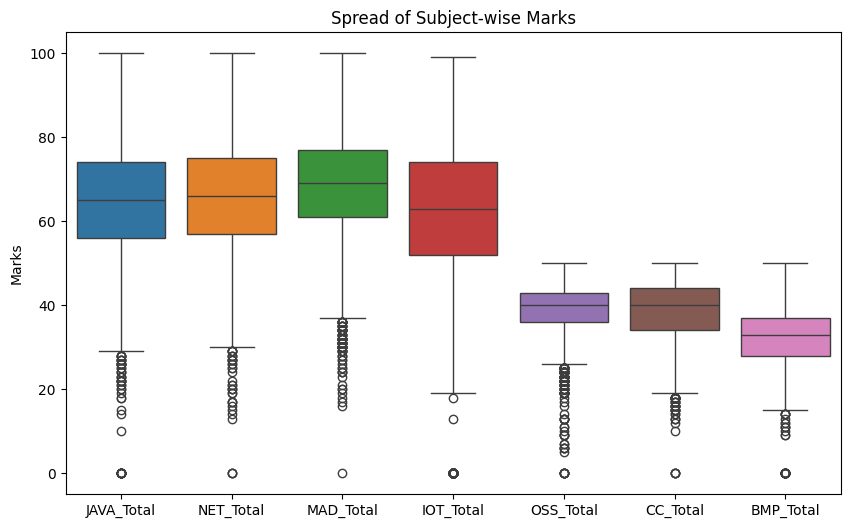 Spread of Subject-wise Marks
100
80
60
40
20
0
Marks
JAVA_Total NET_Total MAD_Total IOT_Total OSS_Total CC_Total BMP_Total